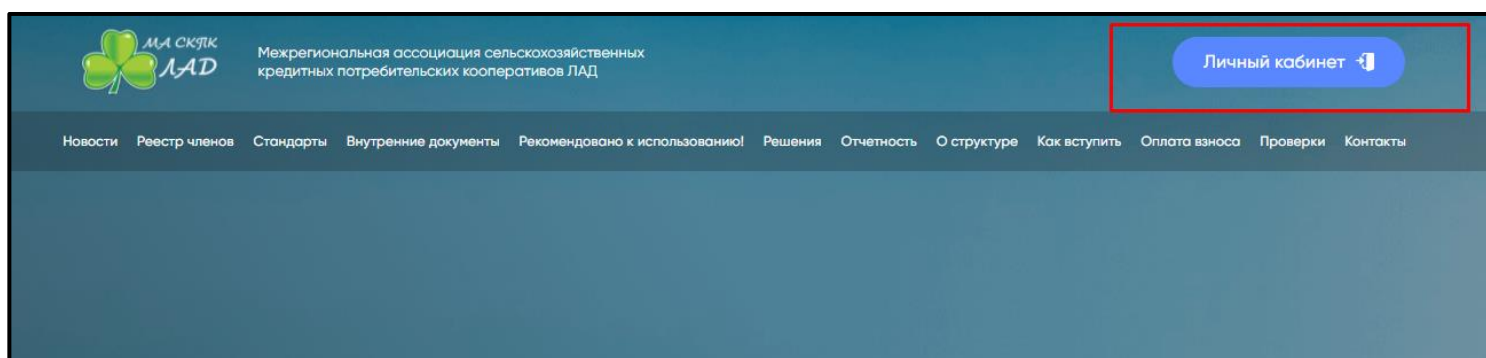 МА СКПК
ЛАД
Межрегиональная ассоциация сельскохозяйственных
кредитных потребительских кооперативов ЛАД
Личный кабинет
Новости Реестр членов Стандарты Внутренние документы Рекомендовано к использованию! Решения Отчетность О структуре Как вступить Оплата взноса Проверки Контакты